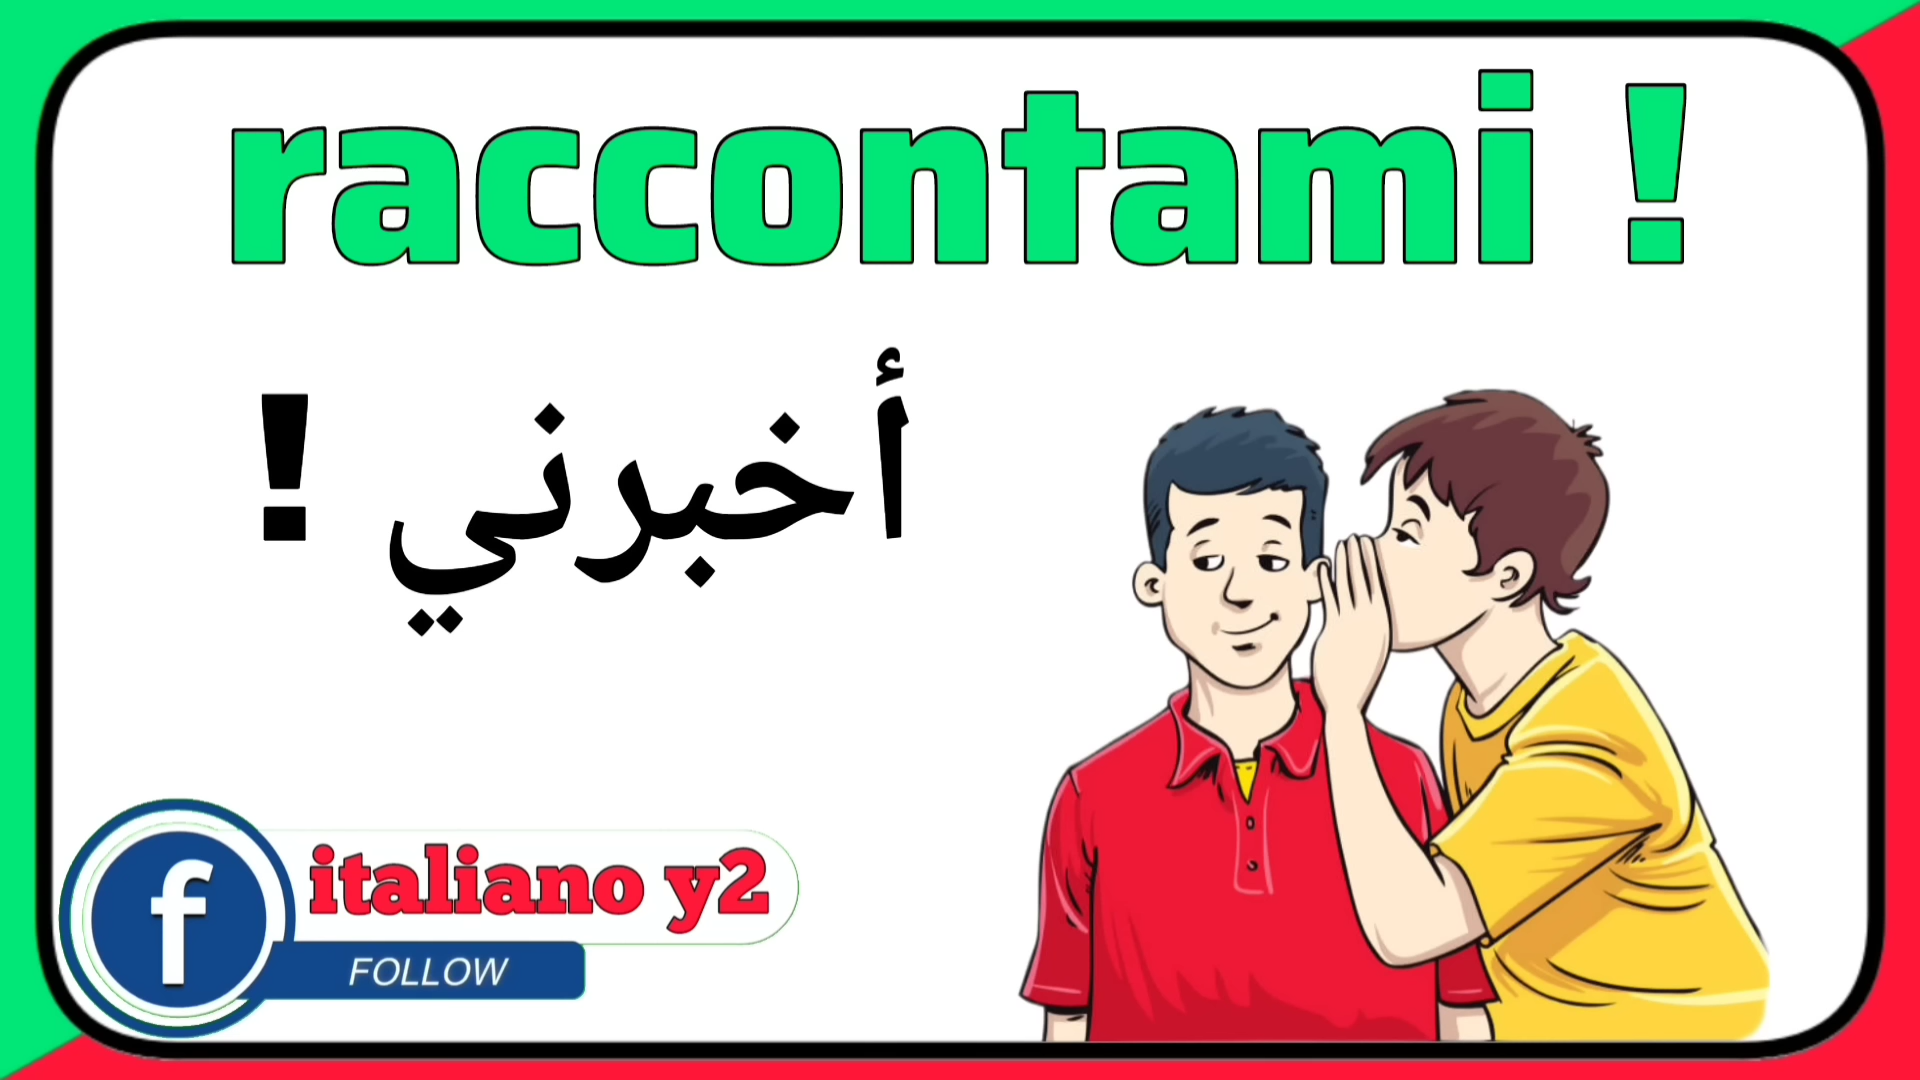 raccontami !
أخبرني !
italiano y2
FOLLOW